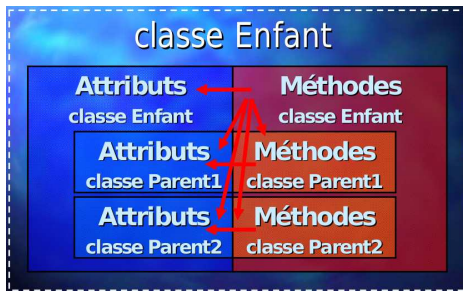 classe Enfant
Attributs Méthodes
classe Enfant classe Enfant
Attributs Méthodes
classe Parent1 classe Parent1
Attributs Méthodes
classe Parent2 classe Parent2